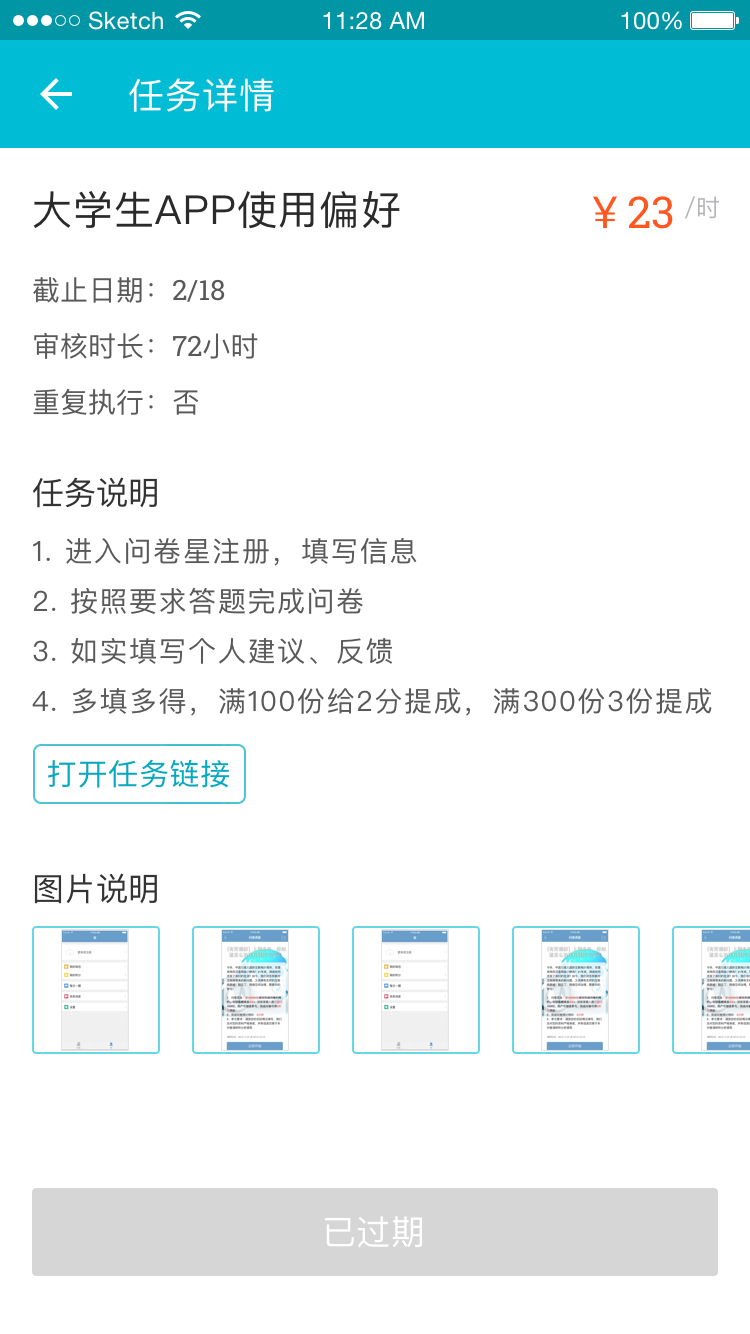 Sketch 11:28 AM 100%
任务详情
大学生APP使用偏好 ¥ 23 /时
截止日期：2/18
审核时长：72小时
重复执行：否
任务说明
1. 进入问卷星注册，填写信息
2. 按照要求答题完成问卷
3. 如实填写个人建议、反馈
4. 多填多得，满100份给2分提成，满300份3份提成
打开任务链接
图片说明
已过期